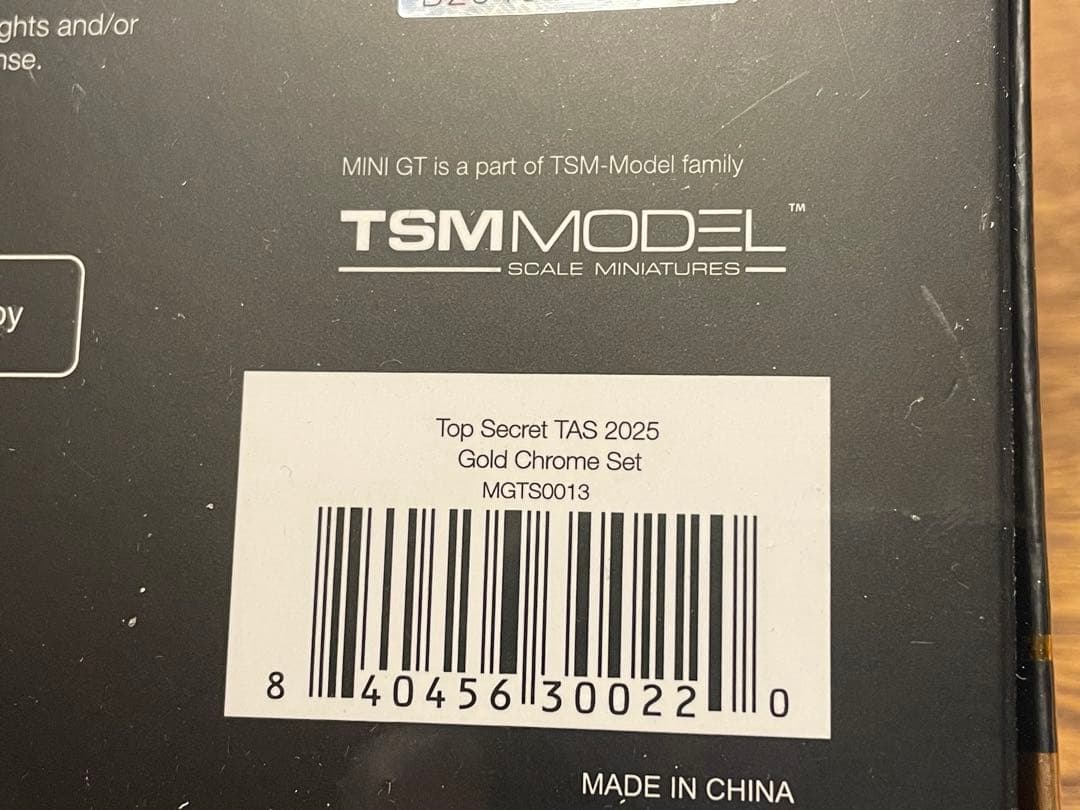 ghts and/or
nse.
MINI GT is a part of TSM-Model family
TSMMODEL™
SCALE MINIATURES
by
Top Secret TAS 2025
Gold Chrome Set
MGTS0013
8 40456 30022 0
MADE IN CHINA